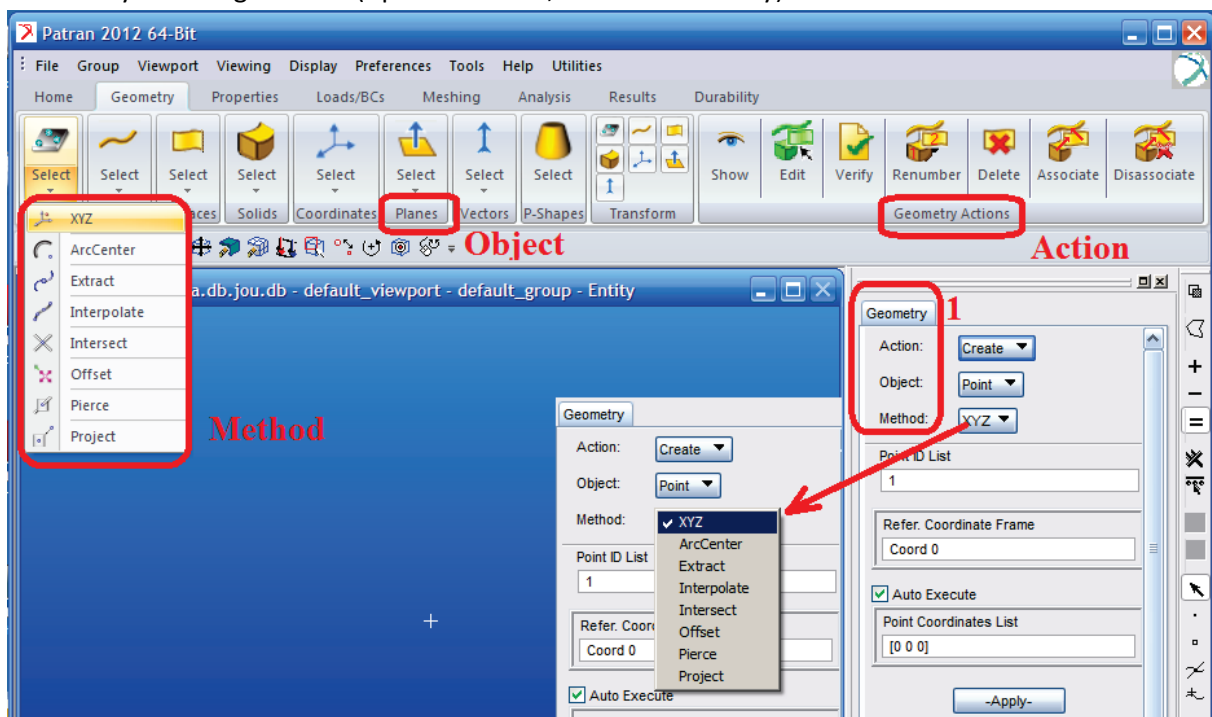 Patran 2012 64-Bit
File Group Viewport Viewing Display Preferences Tools Help Utilities
Home Geometry Properties Loads/BCs Meshing Analysis Results Durability
Select Select Select Select Select Select Select Select Show Edit Verify Renumber Delete Associate Disassociate
aces Solids Coordinates Planes Vectors P-Shapes Transform Geometry Actions
Object
Action
XYZ
ArcCenter
Extract
Interpolate
Intersect
Offset
Pierce
Project
Method
a.db.jou.db - default_viewport - default_group - Entity
Geometry
Action: Create
Object: Point
Method:
XYZ
ArcCenter
Extract
Interpolate
Intersect
Offset
Pierce
Project
Point ID List
1
Refer. Coor
Coord 0
Auto Execute
Geometry
1
Action: Create
Object: Point
Method: XYZ
Point ID List
1
Refer. Coordinate Frame
Coord 0
Auto Execute
Point Coordinates List
[0 0 0]
-Apply-